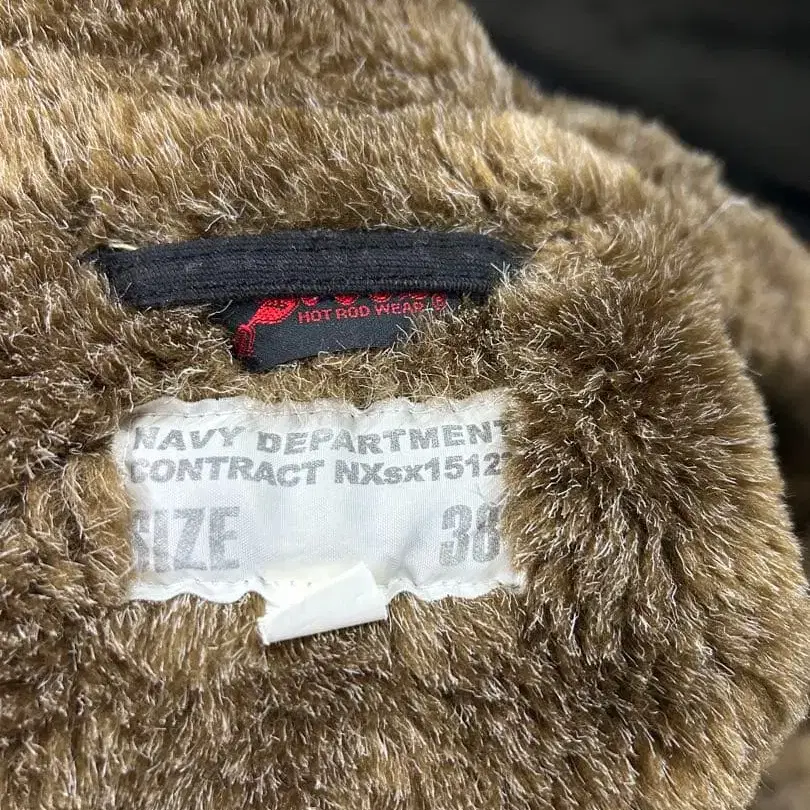 HOT ROD WEAR ®
NAVY DEPARTMENT
CONTRACT NXsx1512
SIZE 38